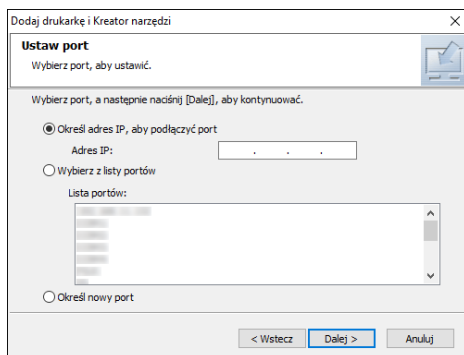 Dodaj drukarkę i Kreator narzędzi
Ustaw port
Wybierz port, aby ustawić.
Wybierz port, a następnie naciśnij [Dalej], aby kontynuować.
Określ adres IP, aby podłączyć port
Adres IP:
. . .
Wybierz z listy portów
Lista portów:
Określ nowy port
< Wstecz
Dalej >
Anuluj